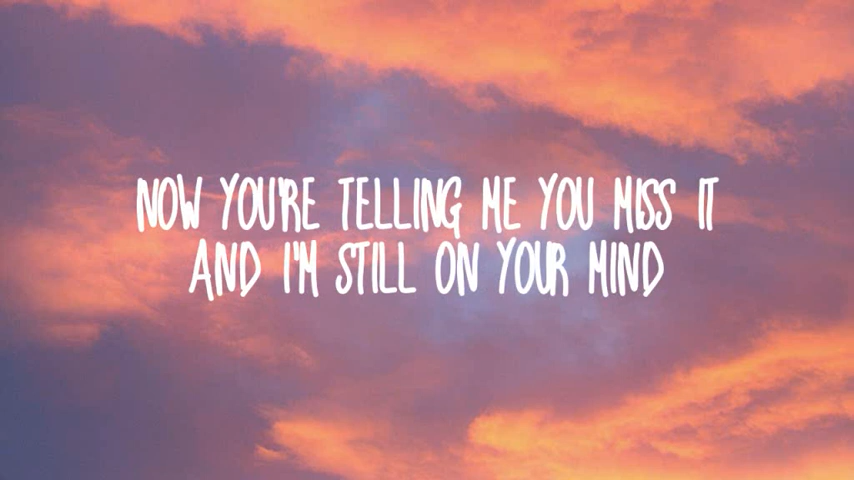 NOW YOU'RE TELLING ME YOU MISS IT
AND I'M STILL ON YOUR MIND